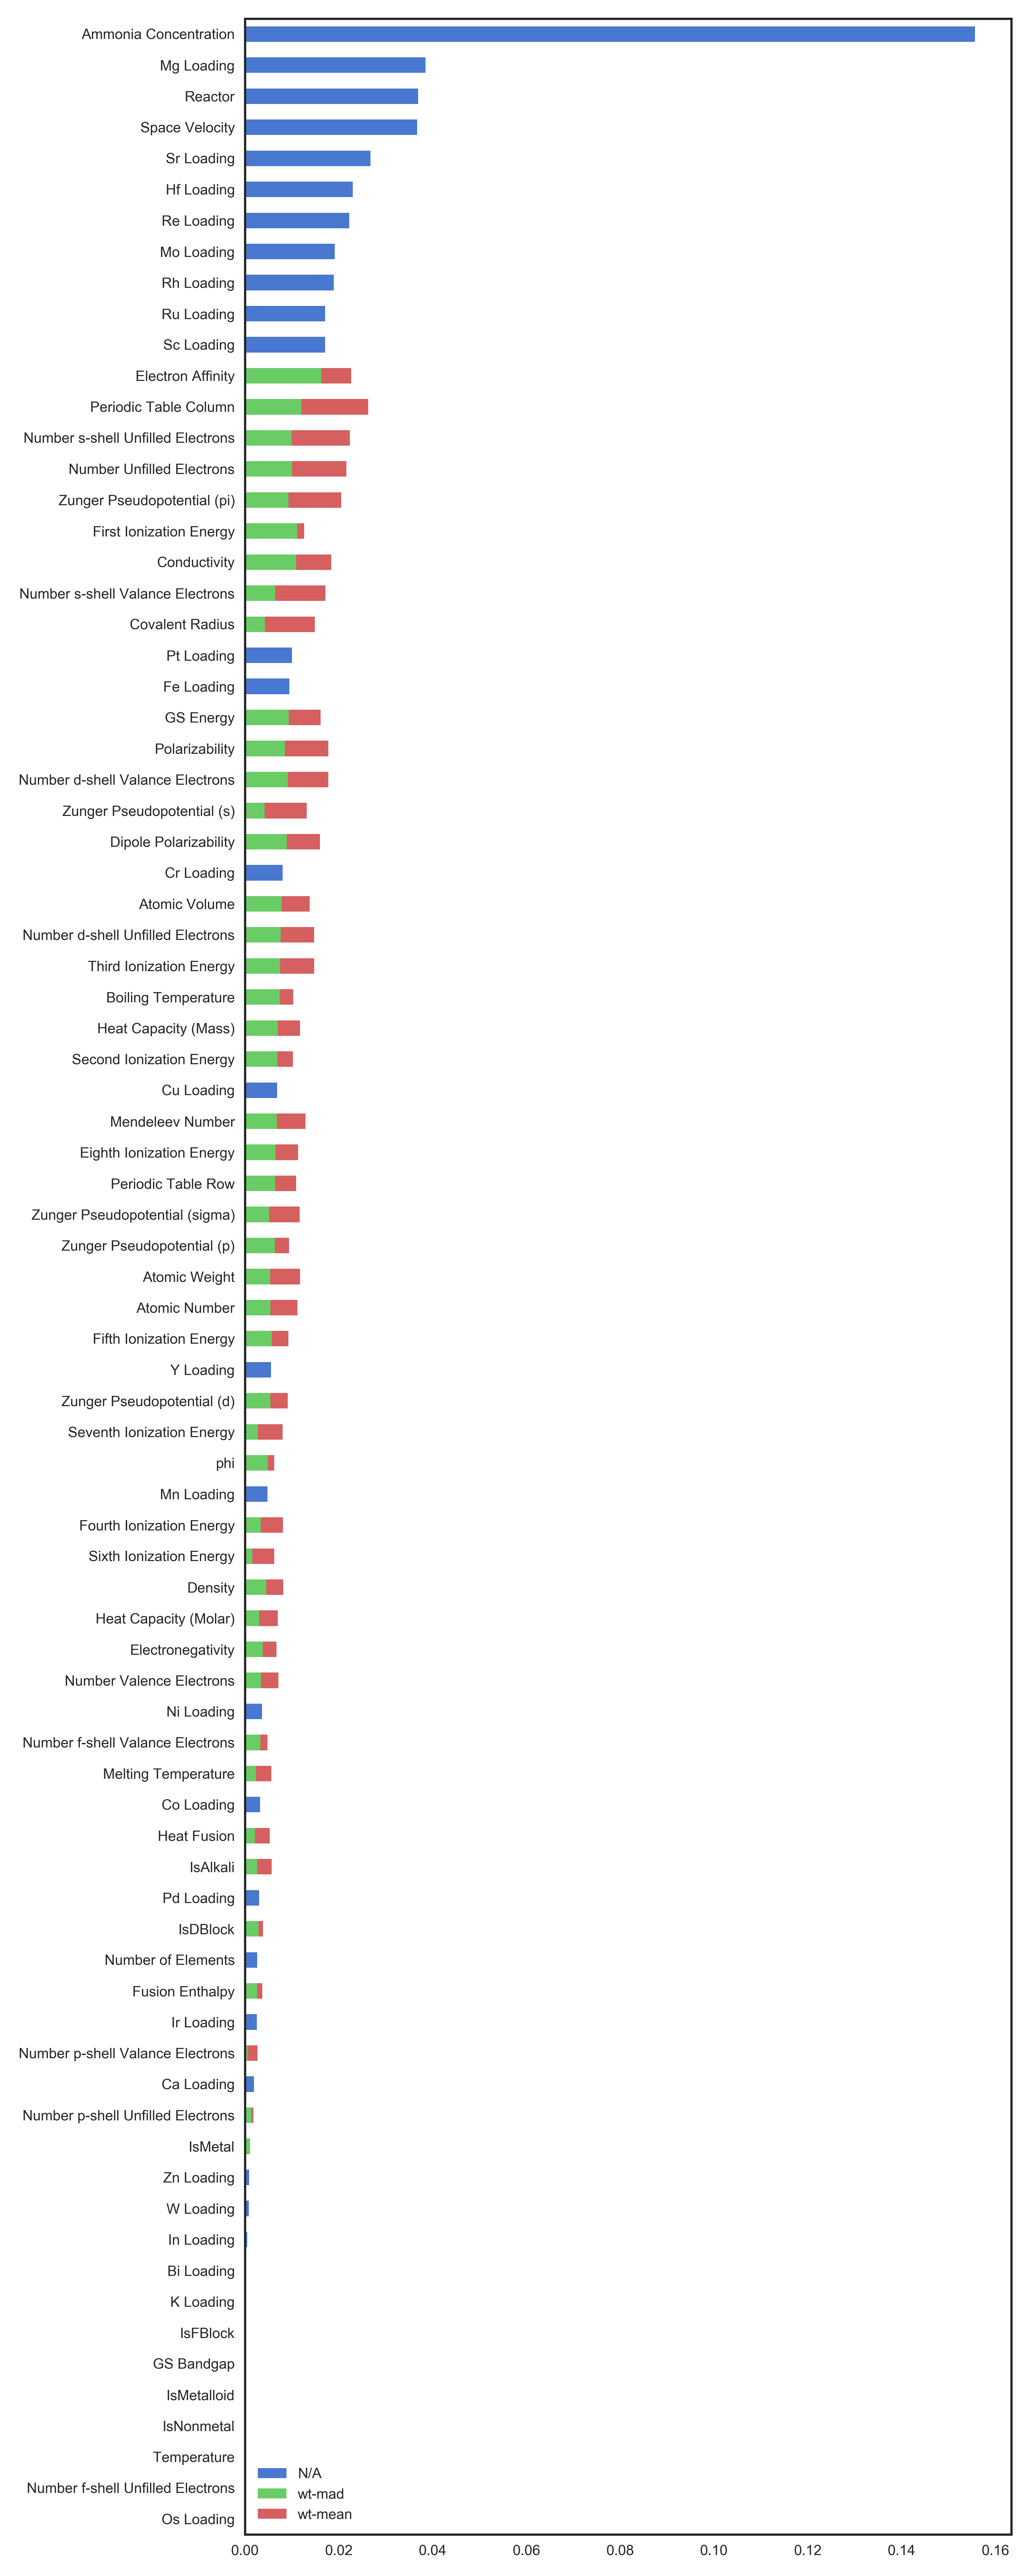 Ammonia Concentration
Mg Loading
Reactor
Space Velocity
Sr Loading
Hf Loading
Re Loading
Mo Loading
Rh Loading
Ru Loading
Sc Loading
Electron Affinity
Periodic Table Column
Number s-shell Unfilled Electrons
Number Unfilled Electrons
Zunger Pseudopotential (pi)
First Ionization Energy
Conductivity
Number s-shell Valance Electrons
Covalent Radius
Pt Loading
Fe Loading
GS Energy
Polarizability
Number d-shell Valance Electrons
Zunger Pseudopotential (s)
Dipole Polarizability
Cr Loading
Atomic Volume
Number d-shell Unfilled Electrons
Third Ionization Energy
Boiling Temperature
Heat Capacity (Mass)
Second Ionization Energy
Cu Loading
Mendeleev Number
Eighth Ionization Energy
Periodic Table Row
Zunger Pseudopotential (sigma)
Zunger Pseudopotential (p)
Atomic Weight
Atomic Number
Fifth Ionization Energy
Y Loading
Zunger Pseudopotential (d)
Seventh Ionization Energy
phi
Mn Loading
Fourth Ionization Energy
Sixth Ionization Energy
Density
Heat Capacity (Molar)
Electronegativity
Number Valence Electrons
Ni Loading
Number f-shell Valance Electrons
Melting Temperature
Co Loading
Heat Fusion
IsAlkali
Pd Loading
IsDBlock
Number of Elements
Fusion Enthalpy
Ir Loading
Number p-shell Valance Electrons
Ca Loading
Number p-shell Unfilled Electrons
IsMetal
Zn Loading
W Loading
In Loading
Bi Loading
K Loading
IsFBlock
GS Bandgap
IsMetalloid
IsNonmetal
Temperature
Number f-shell Unfilled Electrons
Os Loading
N/A
wt-mad
wt-mean
0.00 0.02 0.04 0.06 0.08 0.10 0.12 0.14 0.16